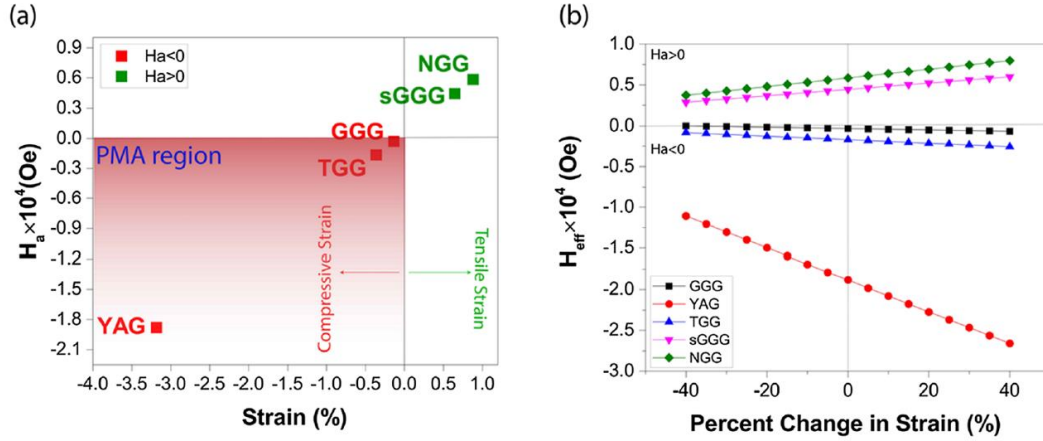 (a)
Ha<0
Ha>0
NGG
sGGG
GGG
TGG
PMA region
YAG
Compressive Strain
Tensile Strain
0.9
0.6
0.3
0.0
-0.3
-0.6
-0.9
-1.2
-1.5
-1.8
-2.1
Ha×10⁴(Oe)
-4.0 -3.5 -3.0 -2.5 -2.0 -1.5 -1.0 -0.5 0.0 0.5 1.0
Strain (%)
(b)
Ha>0
Ha<0
1.0
0.5
0.0
-0.5
-1.0
-1.5
-2.0
-2.5
-3.0
Heff×10⁴ (Oe)
GGG
YAG
TGG
sGGG
NGG
-40 -20 0 20 40
Percent Change in Strain (%)